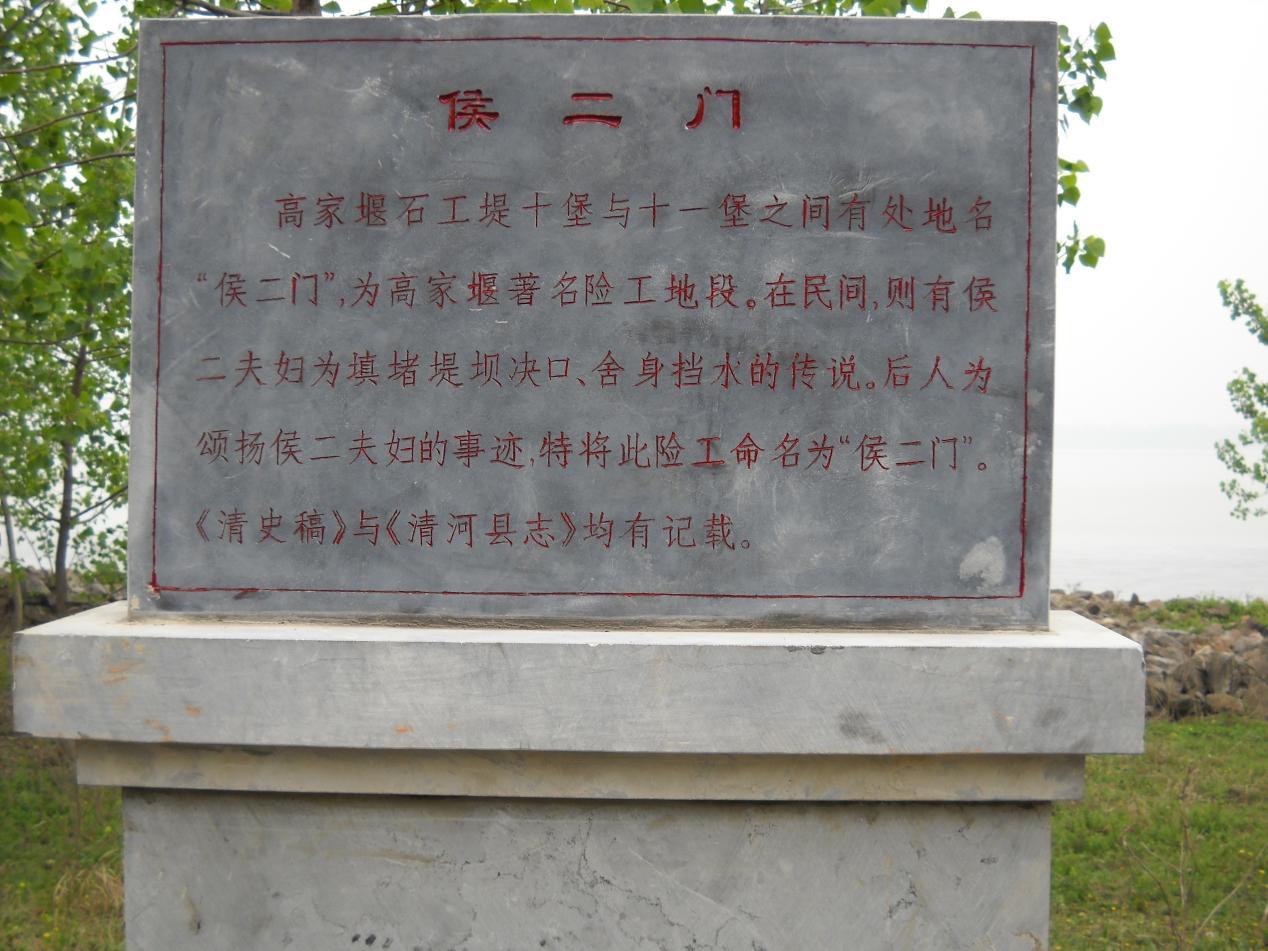 侯二门
高家堰石工堤十堡与十一堡之间有处地名
“侯二门”,为高家堰著名险工地段。在民间,则有侯
二夫妇为填堵堤坝决口、舍身挡水的传说。后人为
颂扬侯二夫妇的事迹,特将此险工命名为“侯二门”。
《清史稿》与《清河县志》均有记载。